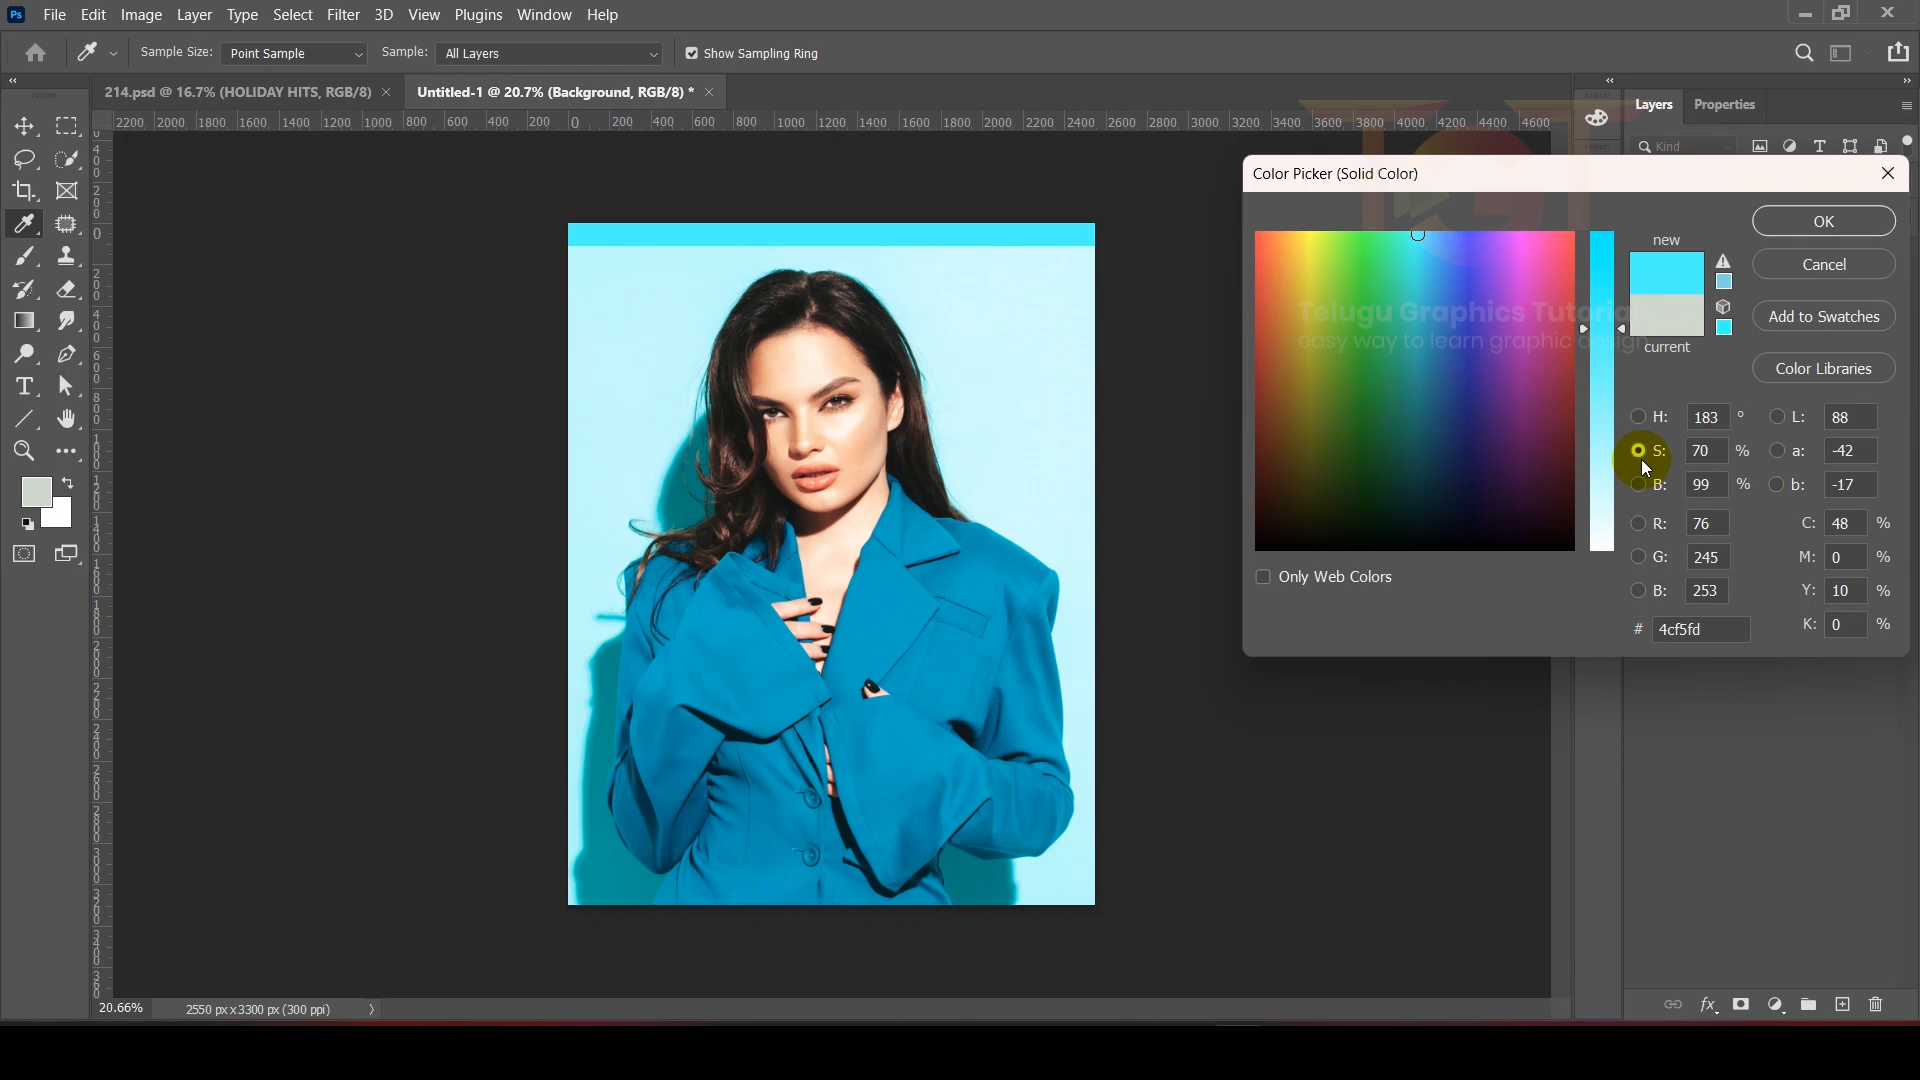 Ps File Edit Image Layer Type Select Filter 3D View Plugins Window Help
Sample Size: Point Sample Sample: All Layers Show Sampling Ring
214.psd @ 16.7% (HOLIDAY HITS, RGB/8) × Untitled-1 @ 20.7% (Background, RGB/8) * ×
Layers Properties
2200 2000 1800 1600 1400 1200 1000 800 600 400 200 0 200 400 600 800 1000 1200 1400 1600 1800 2000 2200 2400 2600 2800 3000 3200 3400 3600 3800 4000 4200 4400 4600
Kind
Color Picker (Solid Color)
OK
new
Cancel
Telugu Graphics Tutorials
Add to Swatches
easy way to learn graphic design
current
Color Libraries
H: 183 ° L: 88
S: 70 % a: -42
B: 99 % b: -17
R: 76 C: 48 %
G: 245 M: 0 %
Only Web Colors
B: 253 Y: 10 %
# 4cf5fd K: 0 %
20.66% 2550 px x 3300 px (300 ppi)
fx